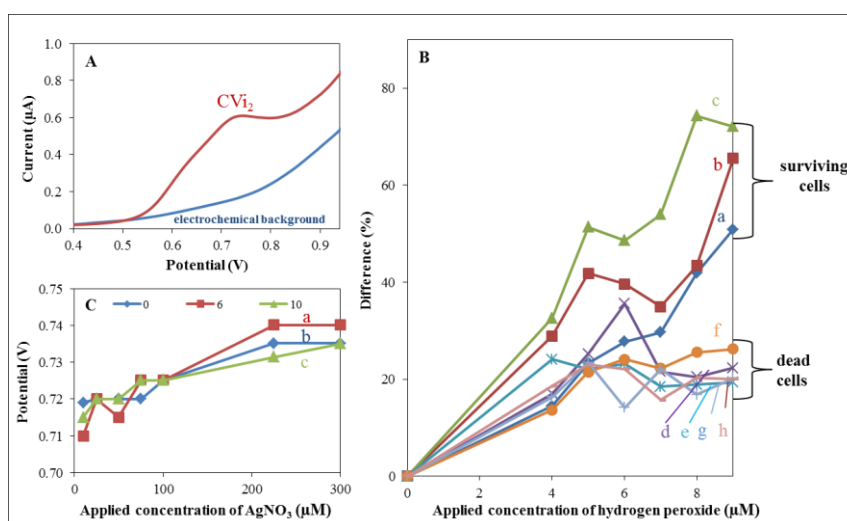 A
Current (µA)
1.0
0.8
0.6
0.4
0.2
0.0
CVi₂
electrochemical background
0.4 0.5 0.6 0.7 0.8 0.9
Potential (V)
C
0 6 10
Potential (V)
0.75
0.74
0.73
0.72
0.71
0.70
a
b
c
0 100 200 300
Applied concentration of AgNO₃ (µM)
B
Difference (%)
80
60
40
20
0
c
b
a
surviving
cells
f
dead
cells
d e g h
0 2 4 6 8
Applied concentration of hydrogen peroxide (µM)